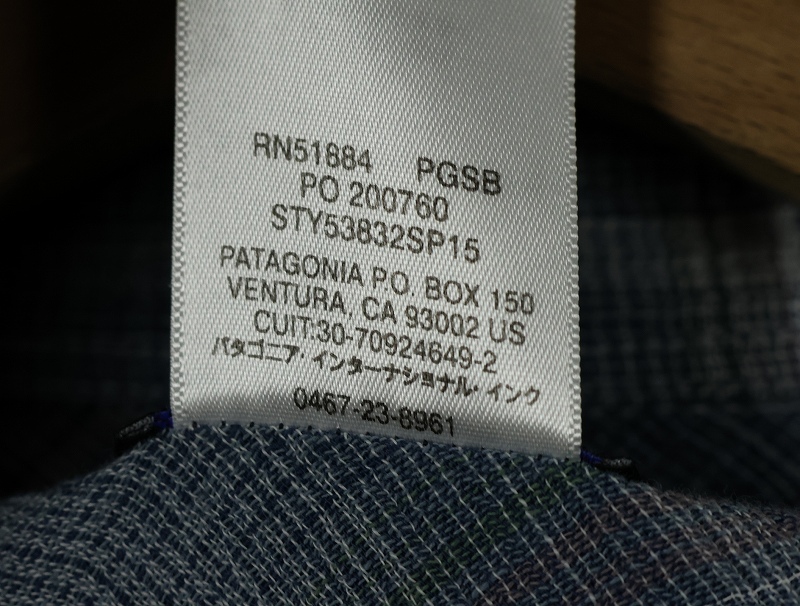 RN51884 PGSB
PO 200760
STY53832SP15
PATAGONIA P.O. BOX 150
VENTURA, CA 93002 US
CUIT:30-70924649-2
パタゴニア・インターナショナル・インク
0467-23-8961